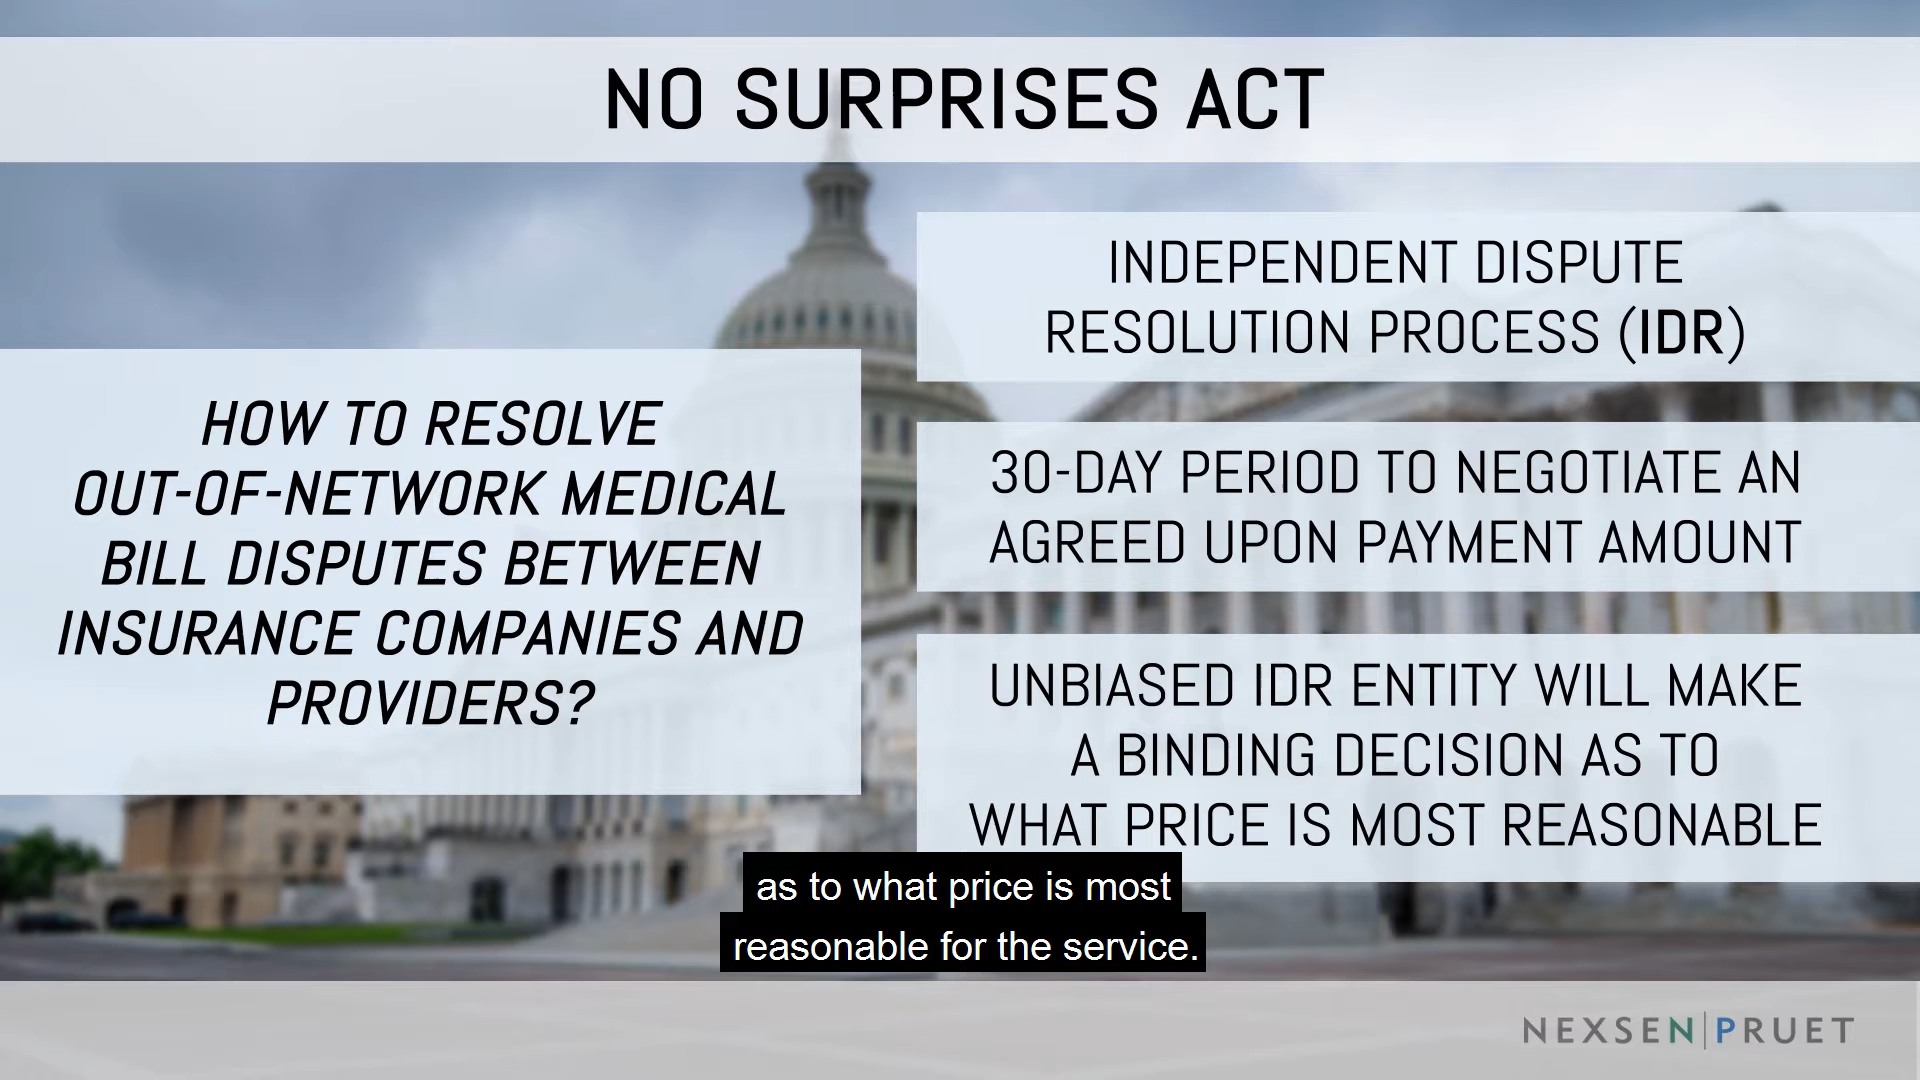 NO SURPRISES ACT
HOW TO RESOLVE
OUT-OF-NETWORK MEDICAL
BILL DISPUTES BETWEEN
INSURANCE COMPANIES AND
PROVIDERS?
INDEPENDENT DISPUTE
RESOLUTION PROCESS (IDR)
30-DAY PERIOD TO NEGOTIATE AN
AGREED UPON PAYMENT AMOUNT
UNBIASED IDR ENTITY WILL MAKE
A BINDING DECISION AS TO
WHAT PRICE IS MOST REASONABLE
as to what price is most
reasonable for the service.
NEXSEN|PRUET